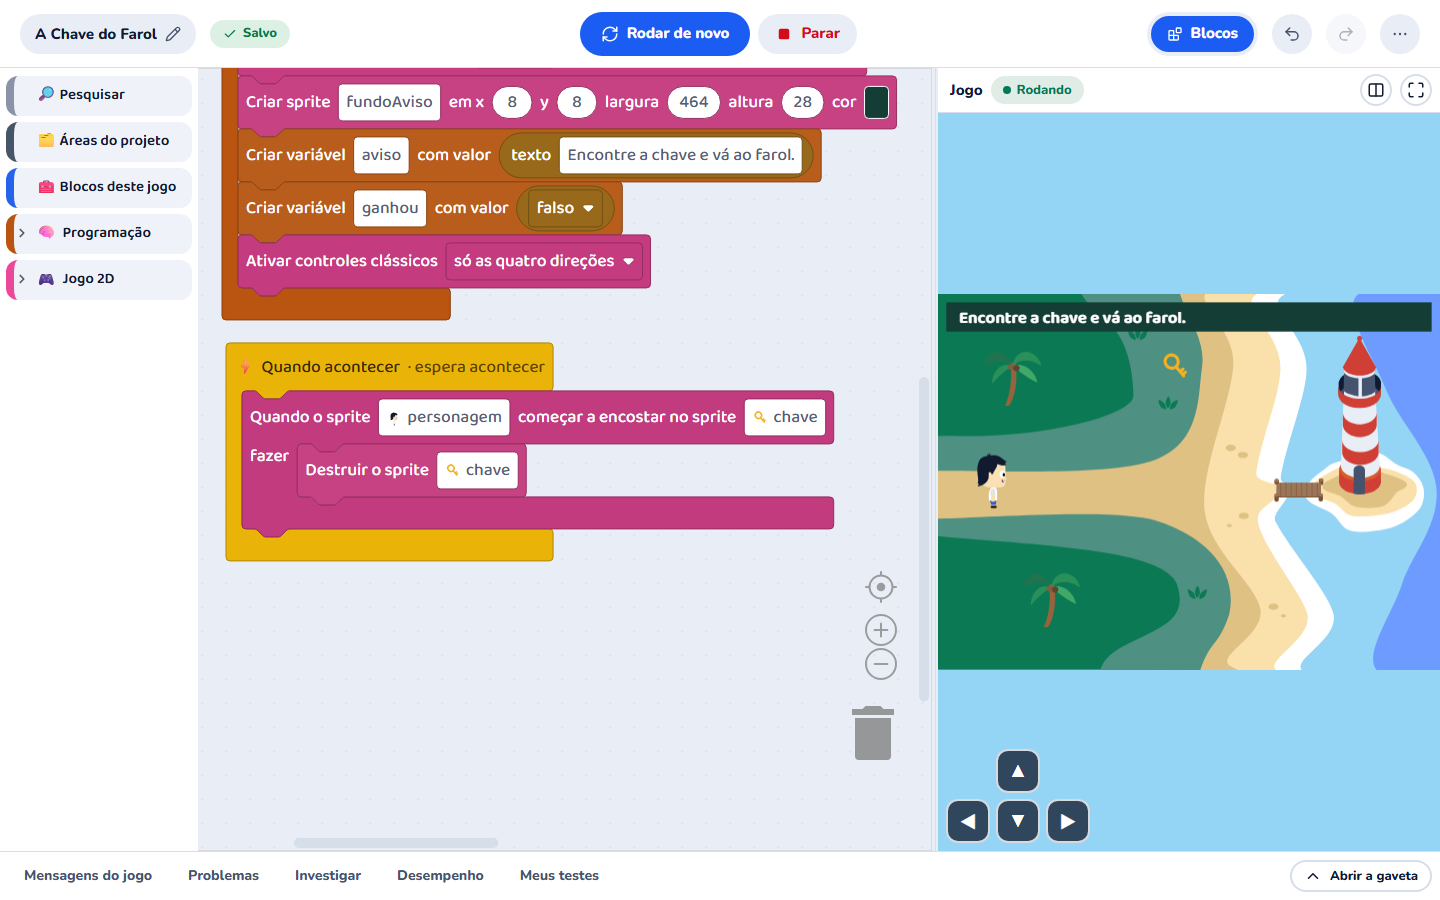 A Chave do Farol
Salvo
Rodar de novo
Parar
Blocos
Pesquisar
Áreas do projeto
Blocos deste jogo
Programação
Jogo 2D
Criar sprite fundoAviso em x 8 y 8 largura 464 altura 28 cor
Criar variável aviso com valor texto Encontre a chave e vá ao farol.
Criar variável ganhou com valor falso
Ativar controles clássicos só as quatro direções
Quando acontecer · espera acontecer
Quando o sprite personagem começar a encostar no sprite chave
fazer
Destruir o sprite chave
Jogo
Rodando
Encontre a chave e vá ao farol.
Mensagens do jogo
Problemas
Investigar
Desempenho
Meus testes
Abrir a gaveta